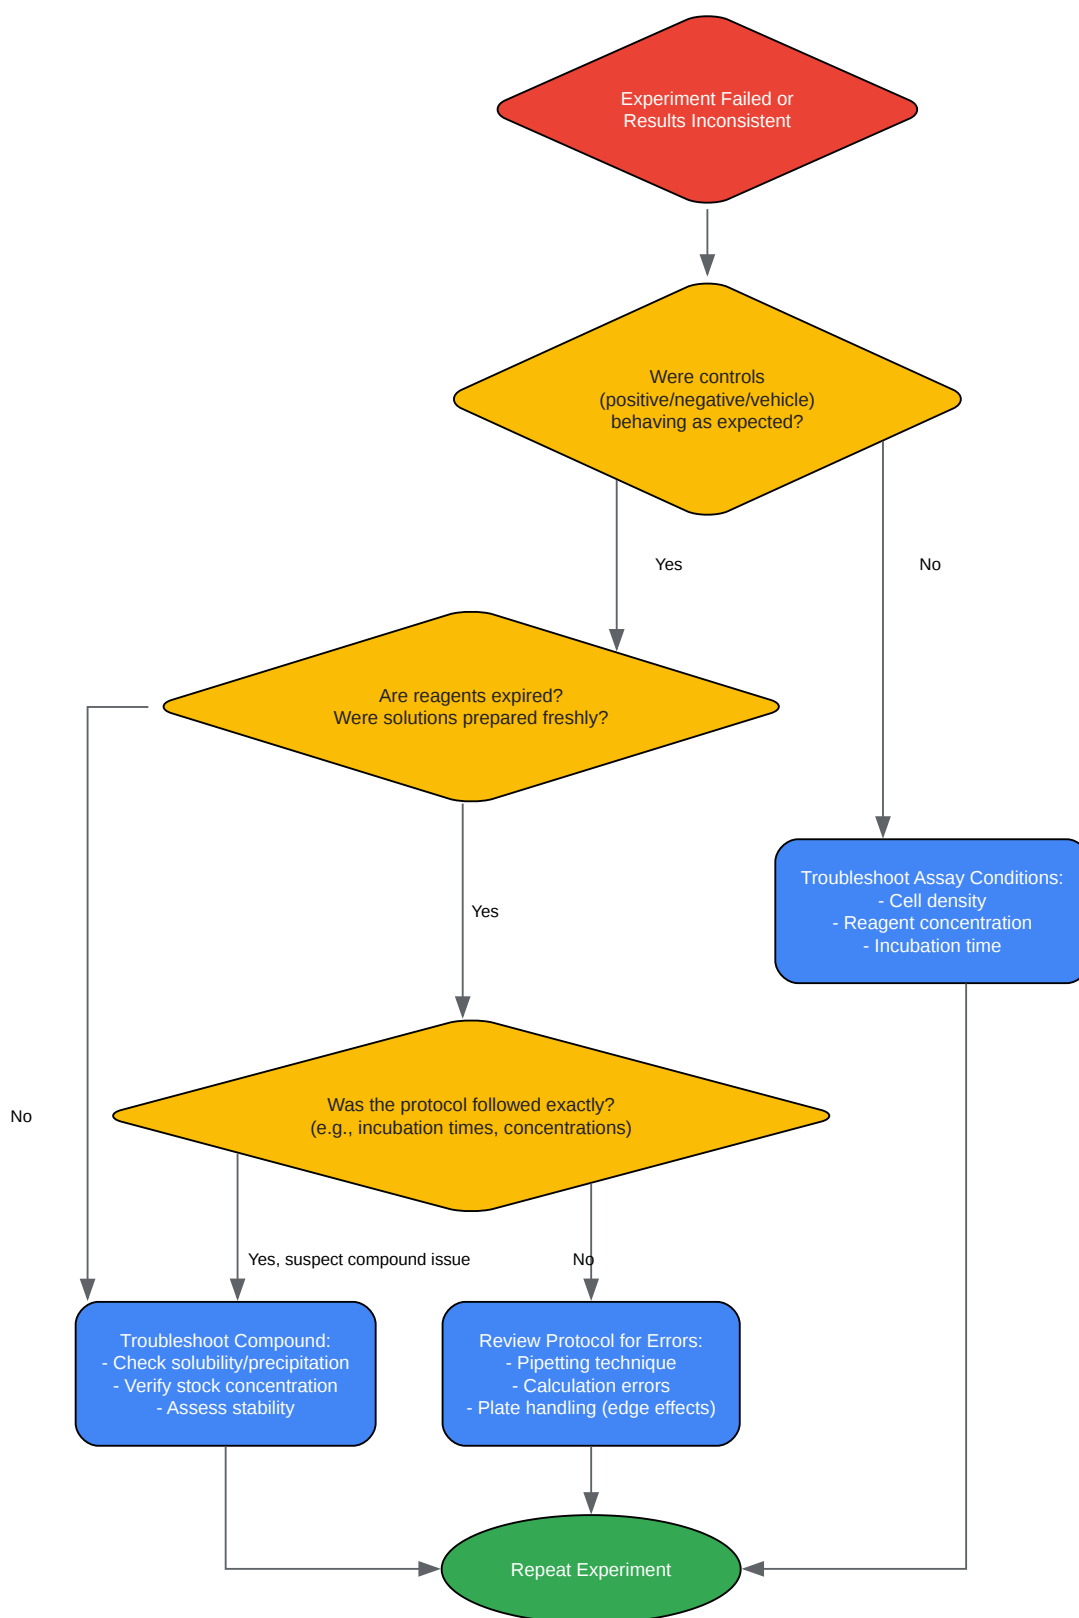 Experiment Failed or
Results Inconsistent
Were controls
(positive/negative/vehicle)
behaving as expected?
Yes
No
Are reagents expired?
Were solutions prepared freshly?
Troubleshoot Assay Conditions:
- Cell density
- Reagent concentration
- Incubation time
Yes
No
Was the protocol followed exactly?
(e.g., incubation times, concentrations)
Yes, suspect compound issue
No
Troubleshoot Compound:
- Check solubility/precipitation
- Verify stock concentration
- Assess stability
Review Protocol for Errors:
- Pipetting technique
- Calculation errors
- Plate handling (edge effects)
Repeat Experiment